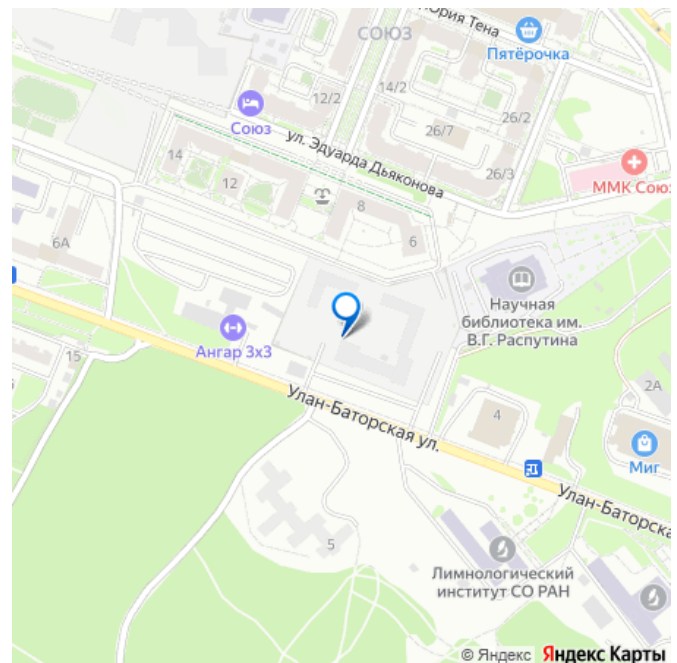 Юрия Тена
СОЮЗ
Пятёрочка
12/2
14/2
26/2
Союз
26/7
ул. Эдуарда Дьяконова
14
26/3
ММК Союз
12
8
6А
6
Научная
библиотека им.
В.Г. Распутина
Ангар 3х3
15
2А
Улан-Баторская ул.
4
Миг
Улан-Баторска
5
Лимнологический
институт СО РАН
© Яндекс Яндекс Карты